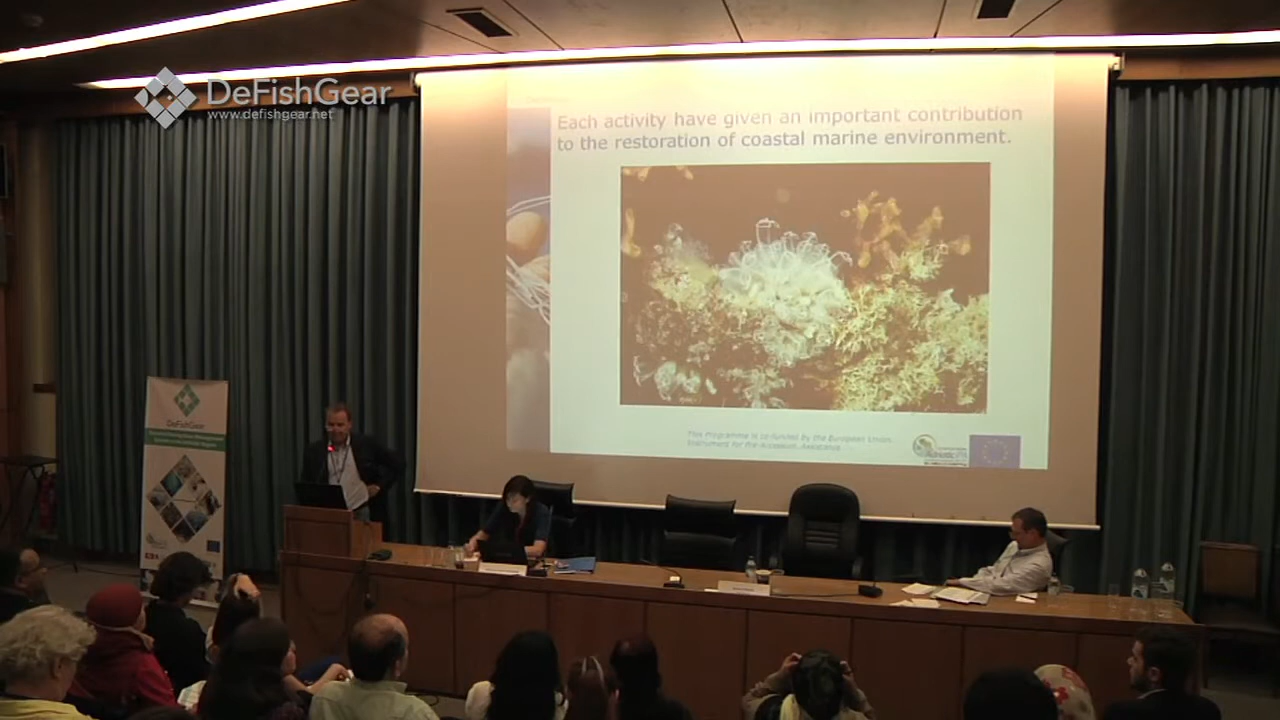 DeFishGear
www.defishgear.net
Each activity have given an important contribution
to the restoration of coastal marine environment.
This Programme is co-funded by the European Union,
Instrument for Pre-Accession Assistance
DeFishGear